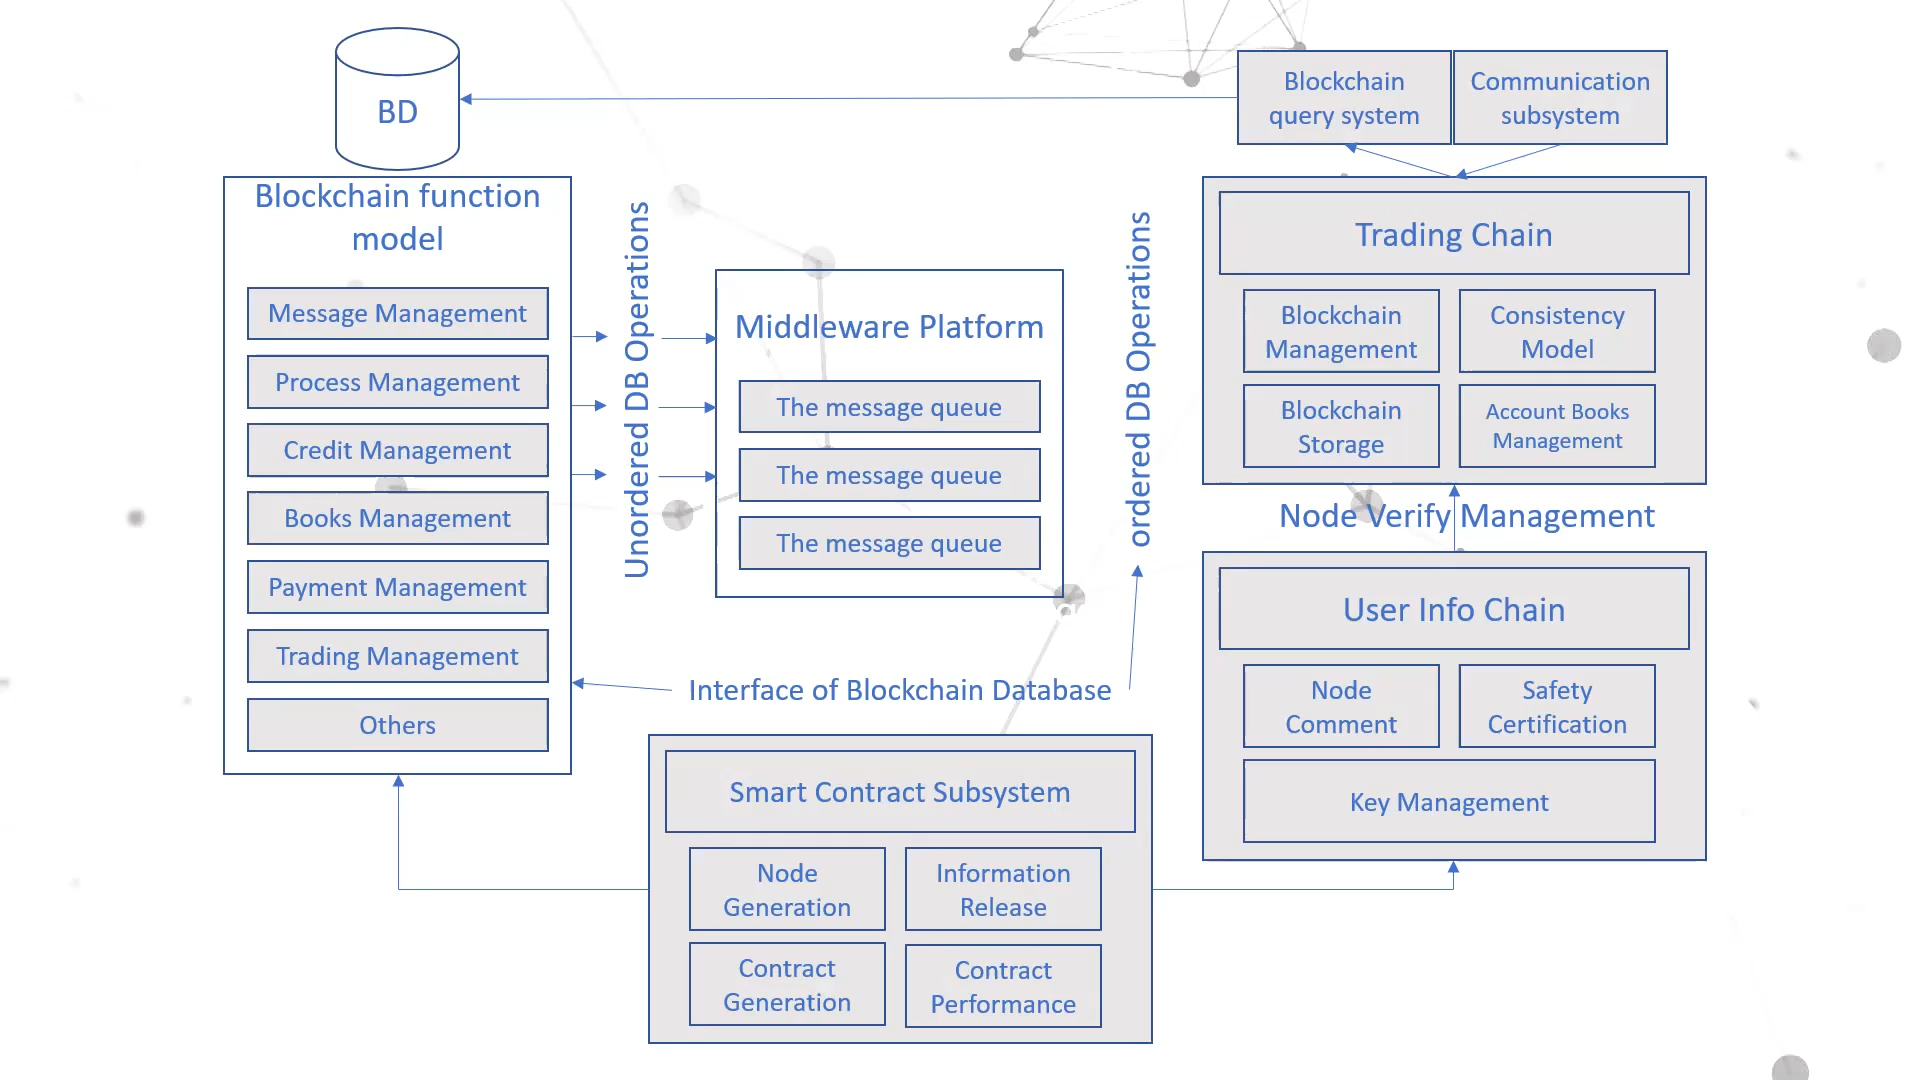 BD
Blockchain
query system
Communication
subsystem
Blockchain function
model
Message Management
Process Management
Credit Management
Books Management
Payment Management
Trading Management
Others
Unordered DB Operations
Middleware Platform
The message queue
The message queue
The message queue
ordered DB Operations
Interface of Blockchain Database
Trading Chain
Blockchain
Management
Consistency
Model
Blockchain
Storage
Account Books
Management
Node Verify Management
User Info Chain
Node
Comment
Safety
Certification
Key Management
Smart Contract Subsystem
Node
Generation
Information
Release
Contract
Generation
Contract
Performance